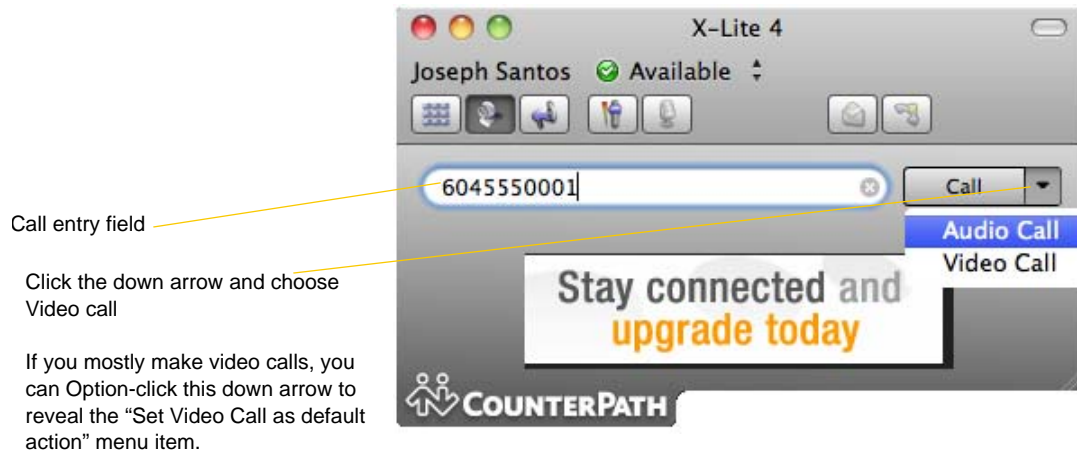 X-Lite 4
Joseph Santos Available
6045550001 Call
Audio Call
Video Call
Call entry field
Click the down arrow and choose
Video call
If you mostly make video calls, you
can Option-click this down arrow to
reveal the “Set Video Call as default
action” menu item.
Stay connected and
upgrade today
COUNTERPATH